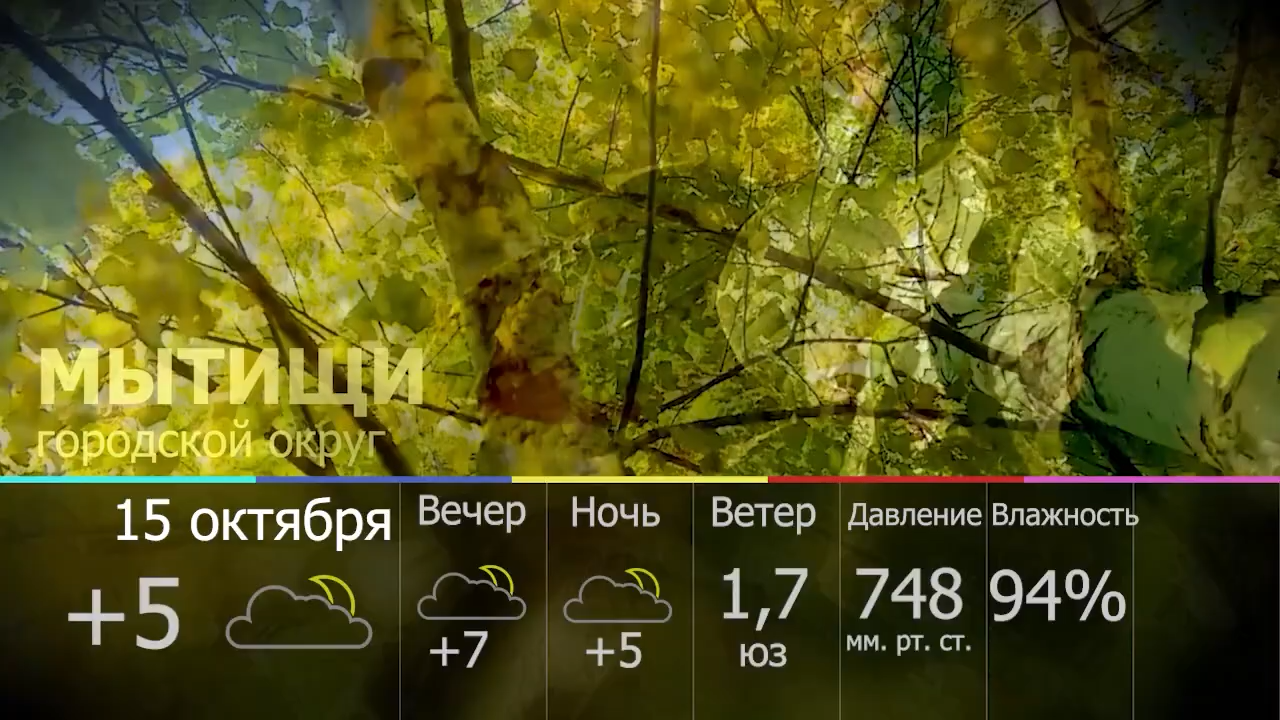 МЫТИЩИ
городской округ
15 октября
+5
Вечер
+7
Ночь
+5
Ветер
1,7
юз
Давление
748
мм. рт. ст.
Влажность
94%